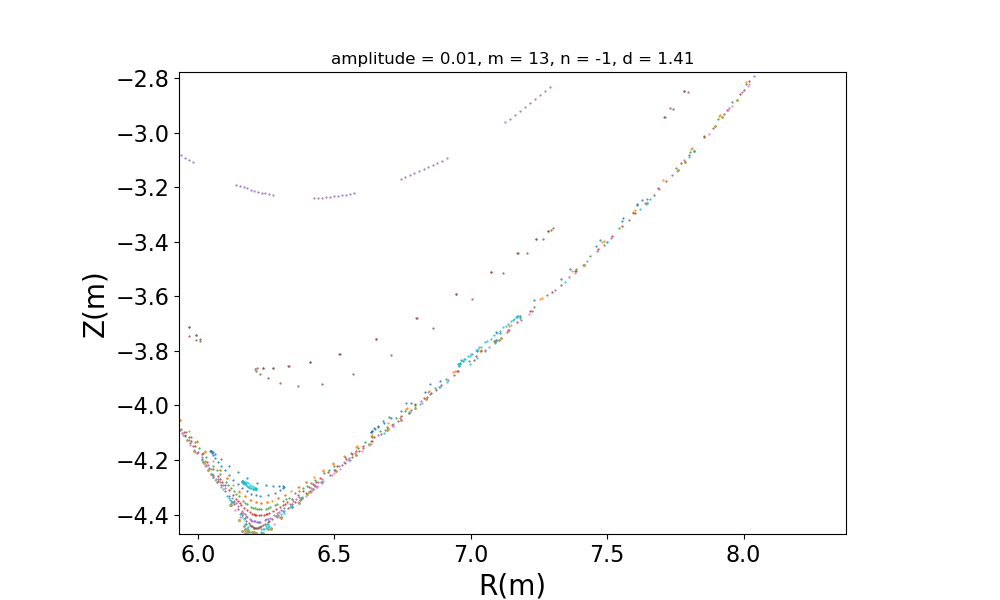 amplitude = 0.01, m = 13, n = -1, d = 1.41
−2.8
−3.0
−3.2
−3.4
−3.6
−3.8
−4.0
−4.2
−4.4
Z(m)
6.0 6.5 7.0 7.5 8.0
R(m)